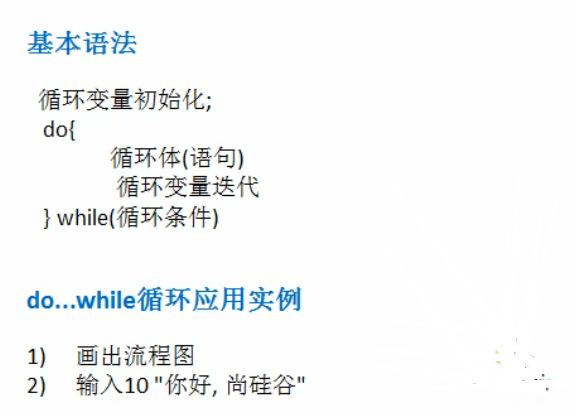 基本语法
循环变量初始化;
do{
循环体(语句)
循环变量迭代
} while(循环条件)
do...while循环应用实例
1) 画出流程图
2) 输入10 "你好, 尚硅谷"